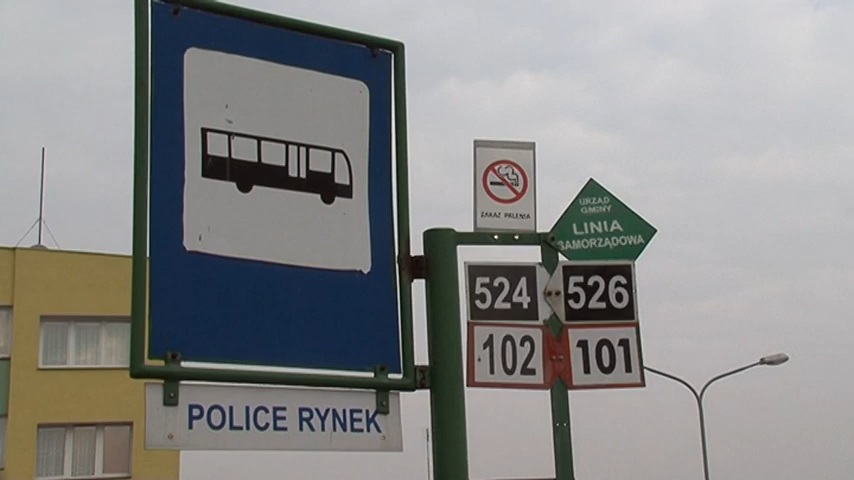 ZAKAZ PALENIA
URZĄD
GMINY
LINIA
SAMORZĄDOWA
524 526
102 101
POLICE RYNEK